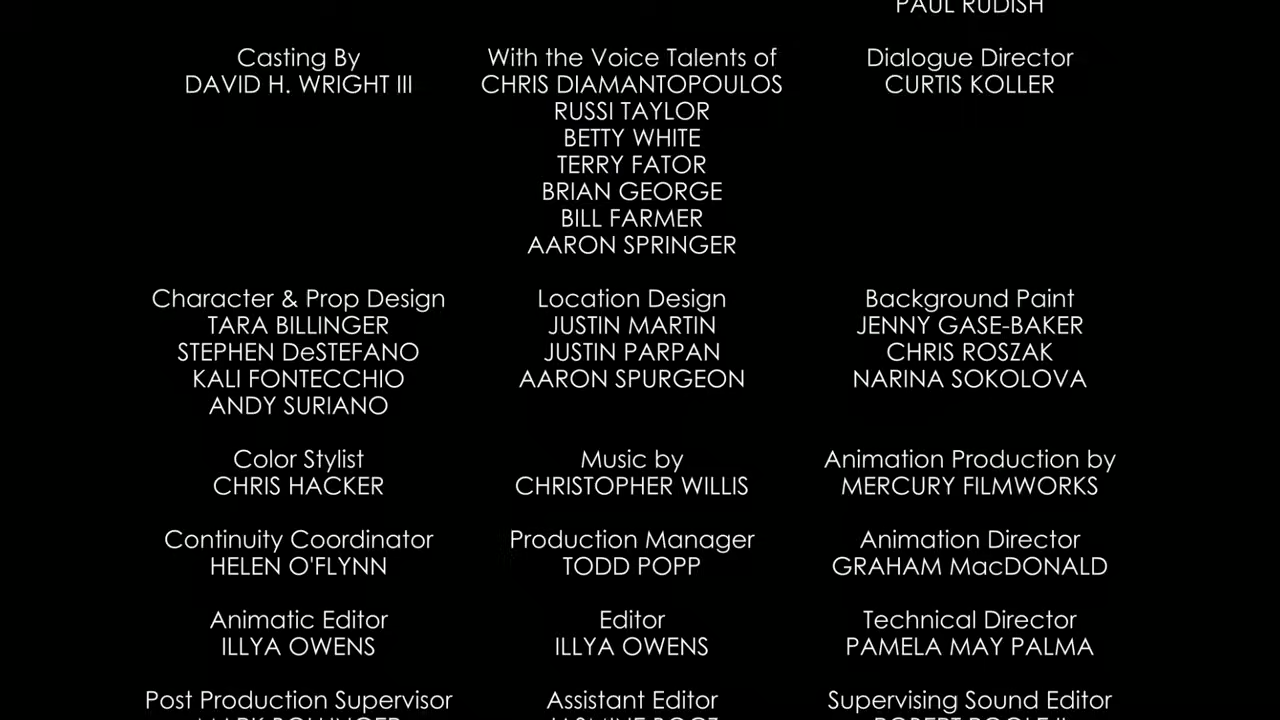 PAUL RUDISH
Casting By
DAVID H. WRIGHT III
With the Voice Talents of
CHRIS DIAMANTOPOULOS
RUSSI TAYLOR
BETTY WHITE
TERRY FATOR
BRIAN GEORGE
BILL FARMER
AARON SPRINGER
Dialogue Director
CURTIS KOLLER
Character & Prop Design
TARA BILLINGER
STEPHEN DeSTEFANO
KALI FONTECCHIO
ANDY SURIANO
Location Design
JUSTIN MARTIN
JUSTIN PARPAN
AARON SPURGEON
Background Paint
JENNY GASE-BAKER
CHRIS ROSZAK
NARINA SOKOLOVA
Color Stylist
CHRIS HACKER
Music by
CHRISTOPHER WILLIS
Animation Production by
MERCURY FILMWORKS
Continuity Coordinator
HELEN O'FLYNN
Production Manager
TODD POPP
Animation Director
GRAHAM MacDONALD
Animatic Editor
ILLYA OWENS
Editor
ILLYA OWENS
Technical Director
PAMELA MAY PALMA
Post Production Supervisor
Assistant Editor
Supervising Sound Editor